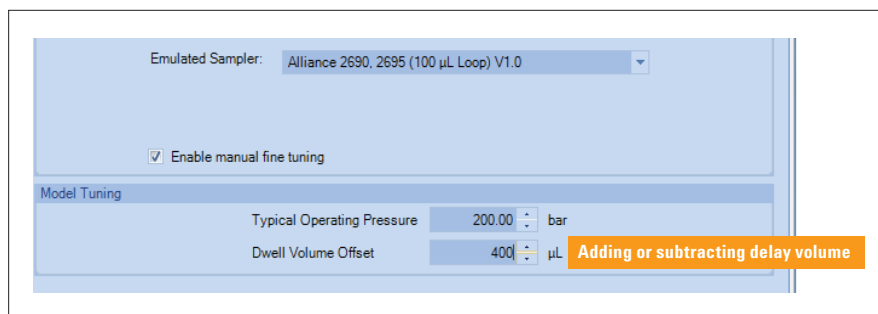 Emulated Sampler: Alliance 2690, 2695 (100 µL Loop) V1.0
Enable manual fine tuning
Model Tuning
Typical Operating Pressure 200.00 bar
Dwell Volume Offset 400 µL Adding or subtracting delay volume